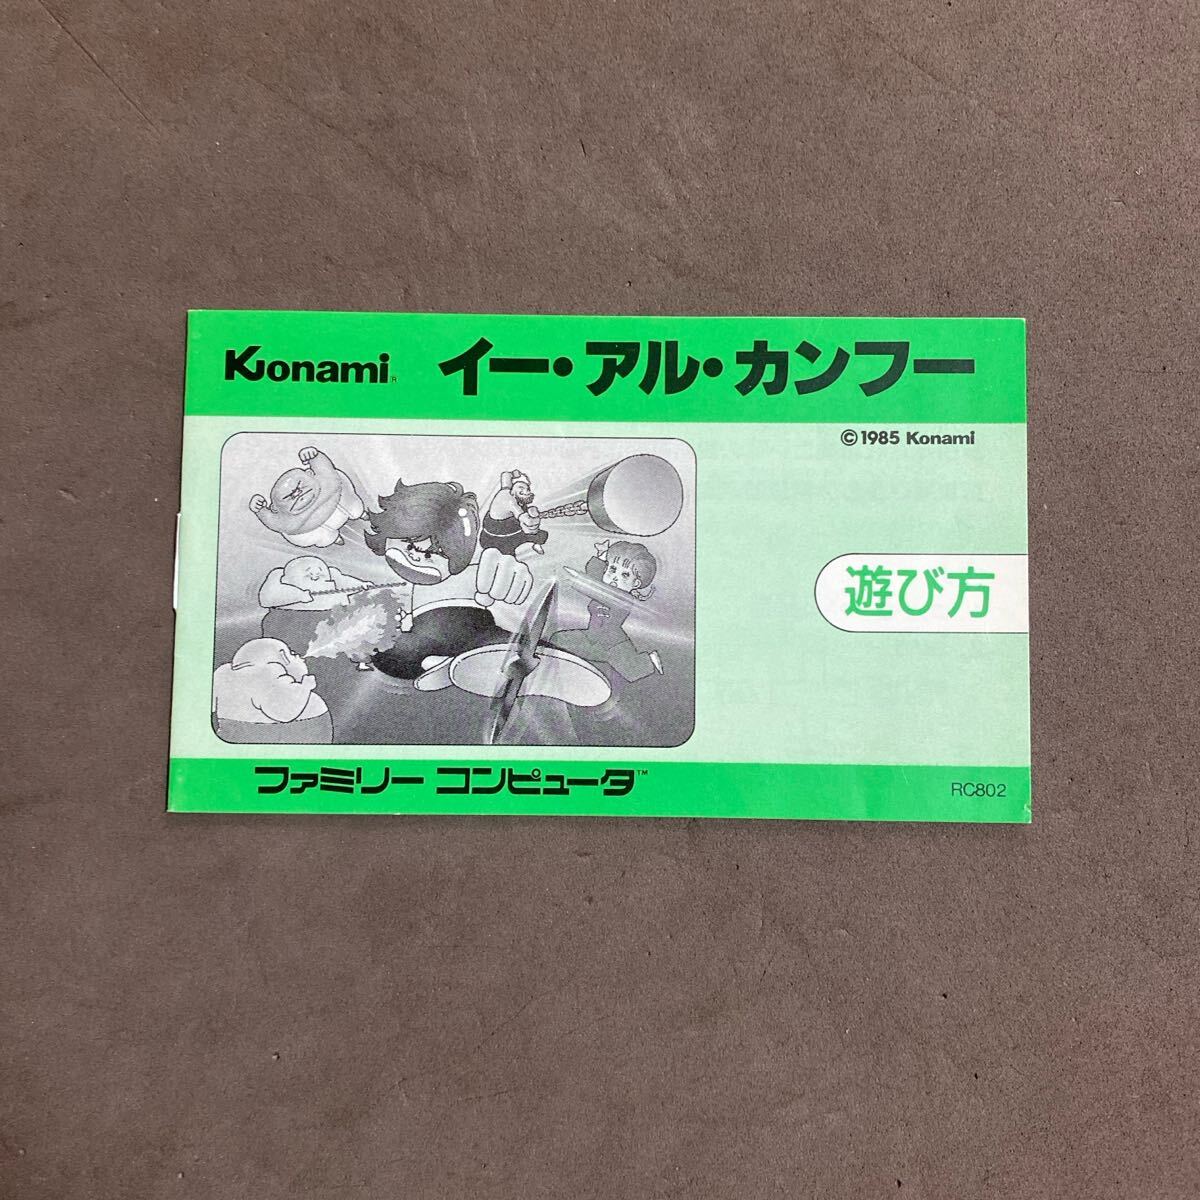 Konami® イー・アル・カンフー
©1985 Konami
遊び方
ファミリー コンピュータ™
RC802